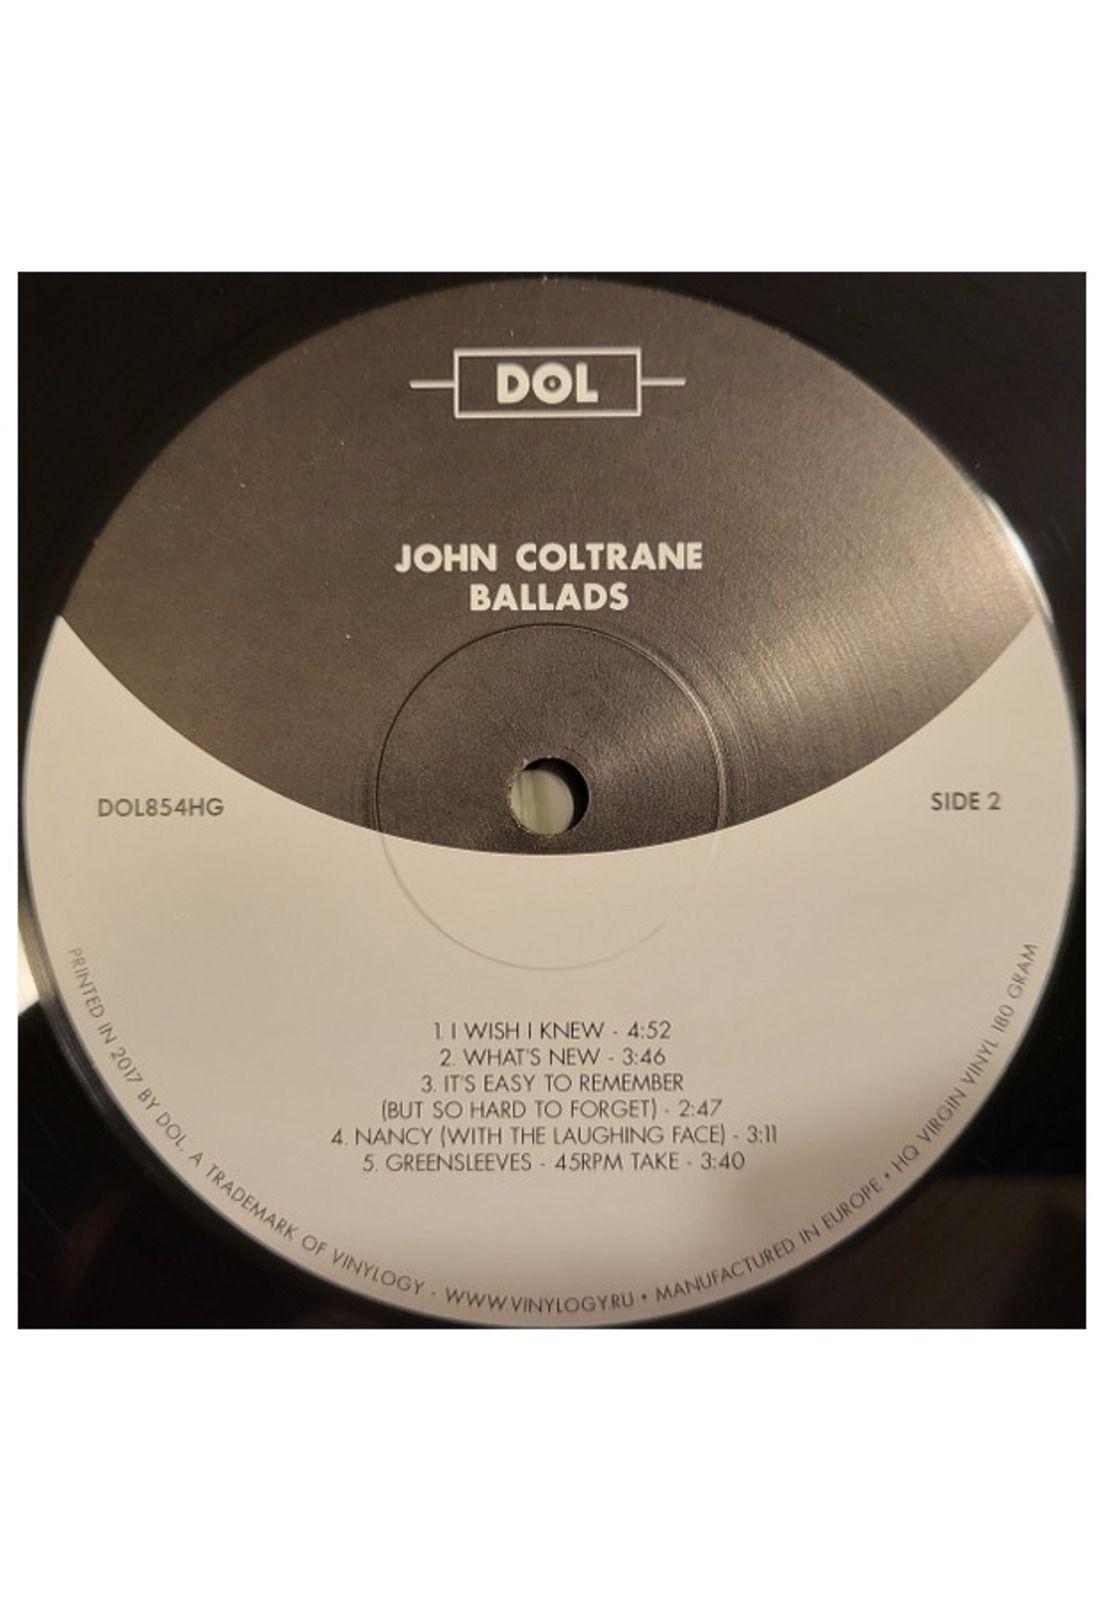 DOL
JOHN COLTRANE
BALLADS
DOL854HG
SIDE 2
1. I WISH I KNEW - 4:52
2. WHAT'S NEW - 3:46
3. IT'S EASY TO REMEMBER
(BUT SO HARD TO FORGET) - 2:47
4. NANCY (WITH THE LAUGHING FACE) - 3:11
5. GREENSLEEVES - 45RPM TAKE - 3:40
PRINTED IN 2017 BY DOL, A TRADEMARK OF VINYLOGY - WWW.VINYLOGY.RU • MANUFACTURED IN EUROPE • HQ VIRGIN VINYL 180 GRAM